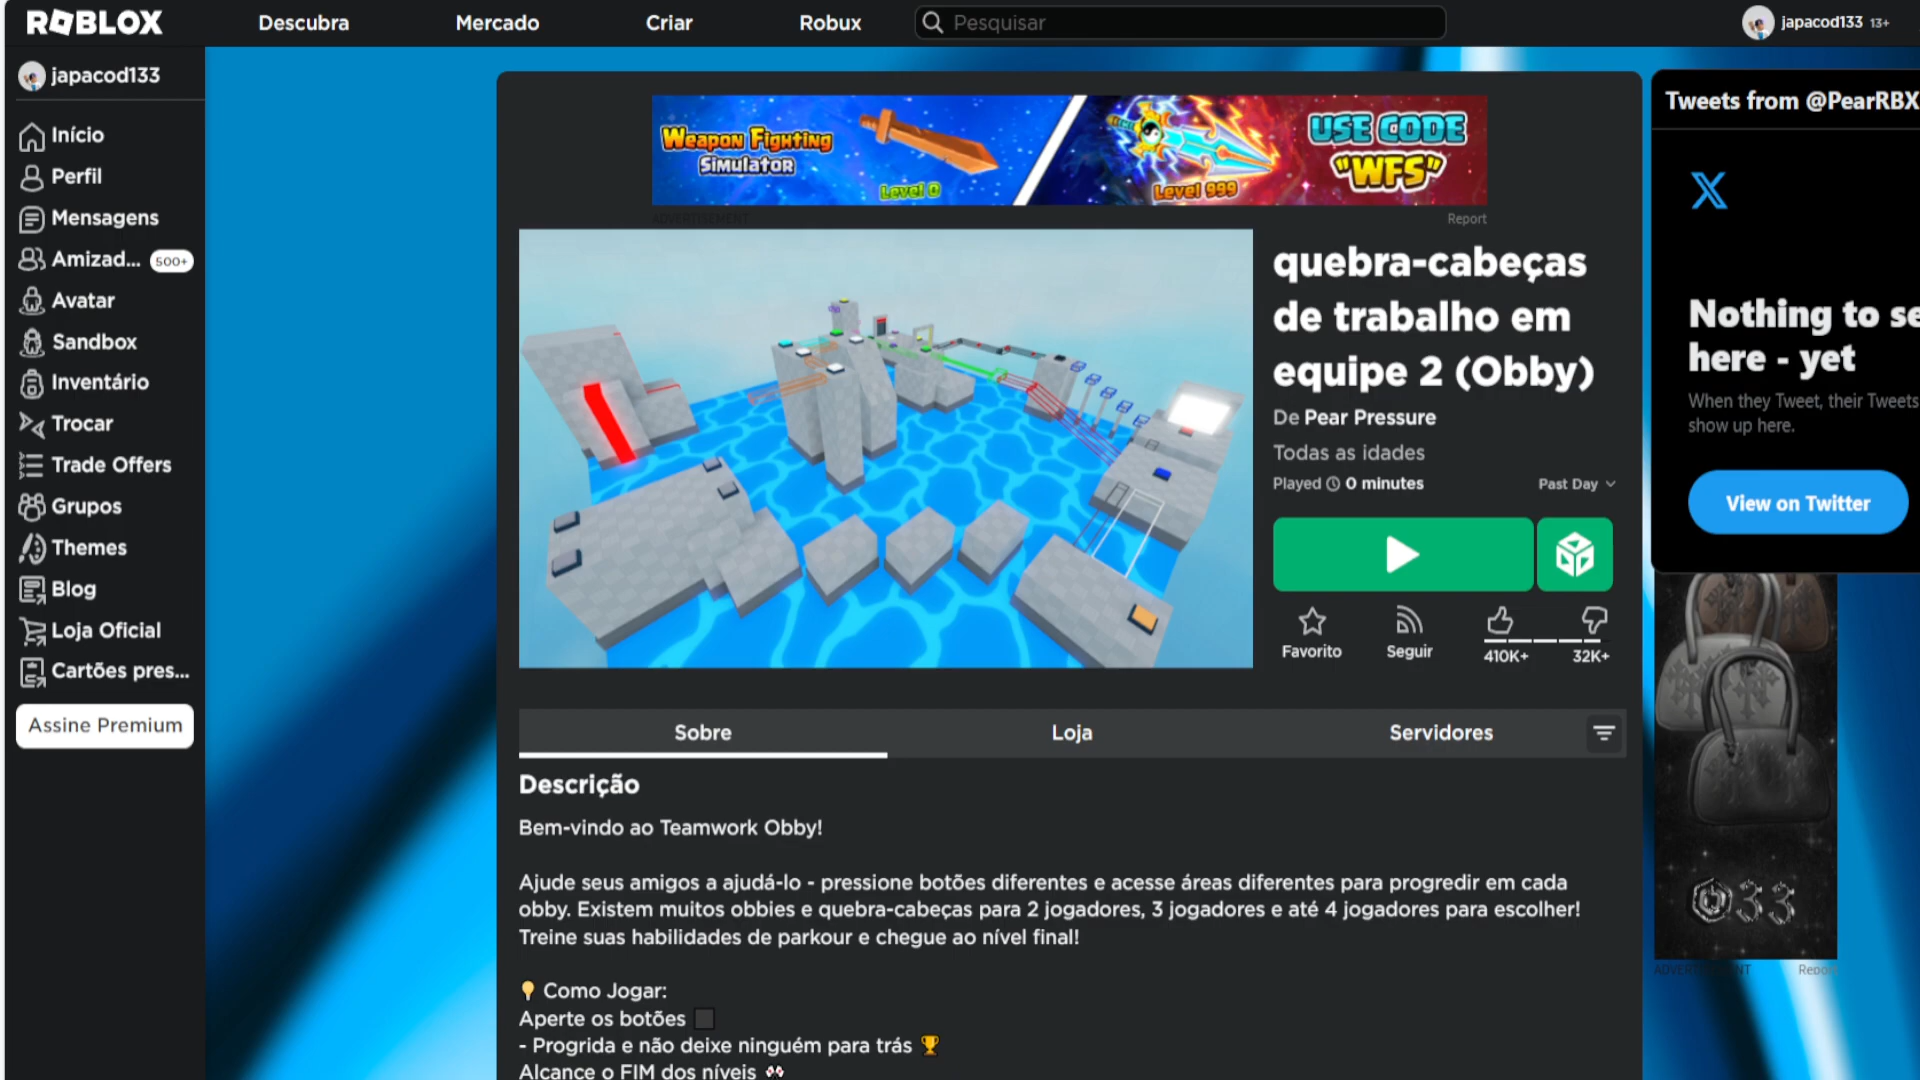 ROBLOX
Descubra
Mercado
Criar
Robux
Pesquisar
japacod133 13+
japacod133
Início
Perfil
Mensagens
Amizad... 500+
Avatar
Sandbox
Inventário
Trocar
Trade Offers
Grupos
Themes
Blog
Loja Oficial
Cartões pres...
Assine Premium
Weapon Fighting
Simulator
Level 0
Level 999
USE CODE
"WFS"
ADVERTISEMENT
Report
quebra-cabeças
de trabalho em
equipe 2 (Obby)
De Pear Pressure
Todas as idades
Played 0 minutes
Past Day
Favorito
Seguir
410K+
32K+
Sobre
Loja
Servidores
Descrição
Bem-vindo ao Teamwork Obby!
Ajude seus amigos a ajudá-lo - pressione botões diferentes e acesse áreas diferentes para progredir em cada
obby. Existem muitos obbies e quebra-cabeças para 2 jogadores, 3 jogadores e até 4 jogadores para escolher!
Treine suas habilidades de parkour e chegue ao nível final!
💡 Como Jogar:
Aperte os botões
- Progrida e não deixe ninguém para trás 🏆
Alcance o FIM dos níveis
Tweets from @PearRBX
X
Nothing to se
here - yet
When they Tweet, their Tweets
show up here.
View on Twitter
33
ADVERTISEMENT
Report